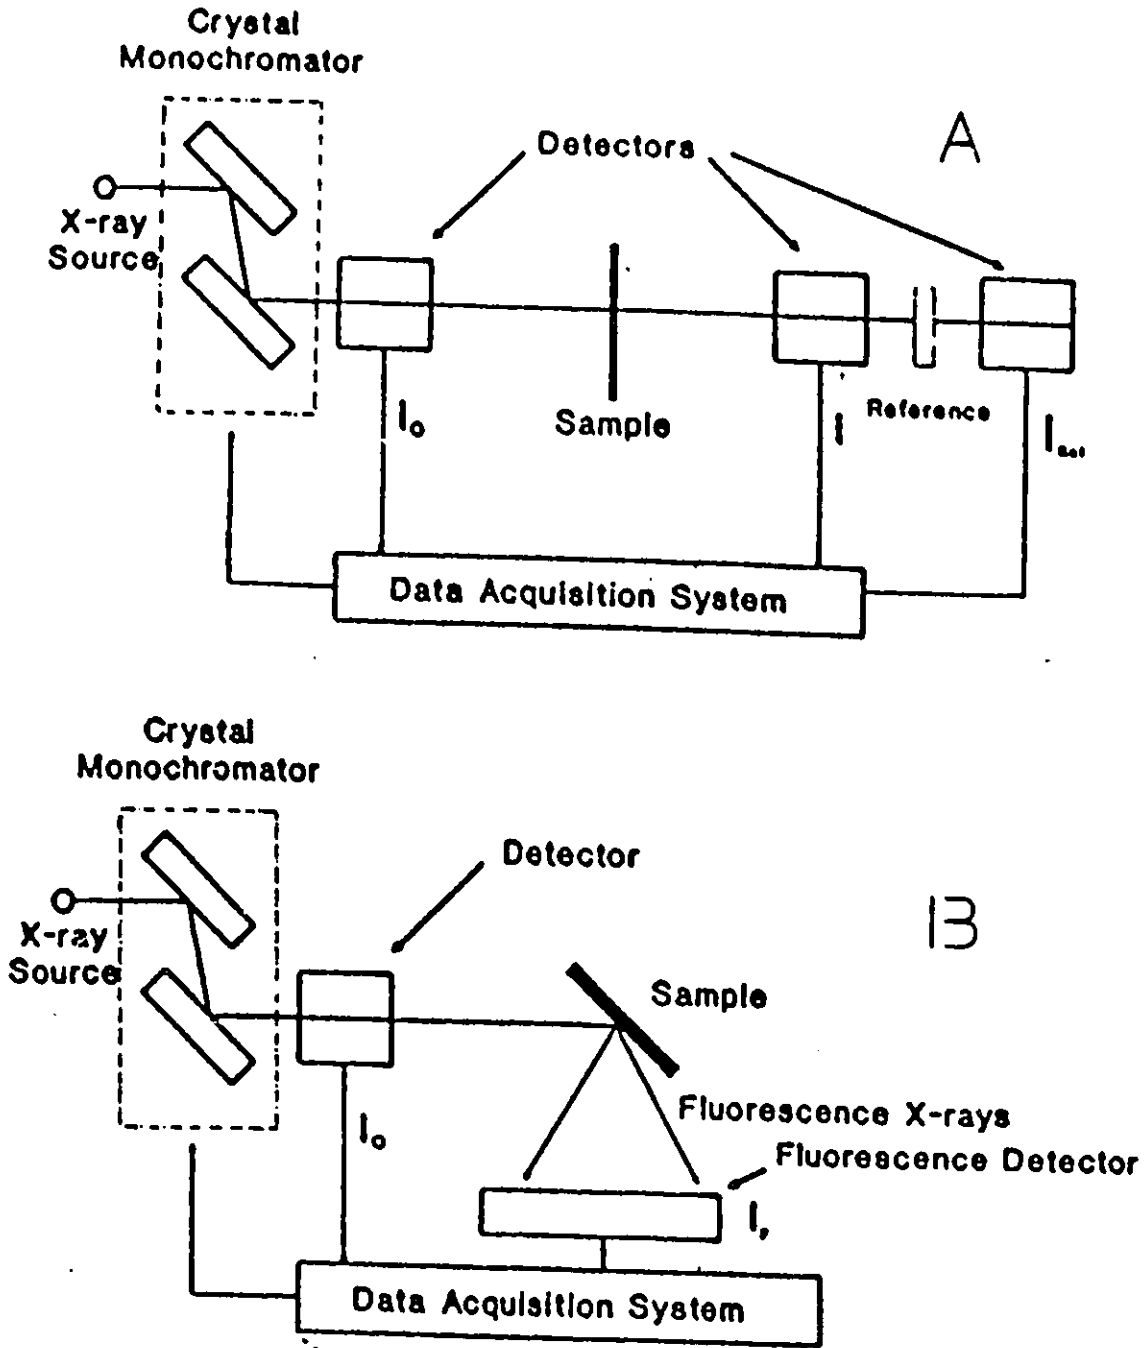 Crystal
Monochromator
A
Detectors
X-ray
Source
I₀
Sample
I
Reference
Data Acquisition System
Crystal
Monochromator
Detector
B
X-ray
Source
Sample
I₀
Fluorescence X-rays
Fluorescence Detector
Data Acquisition System